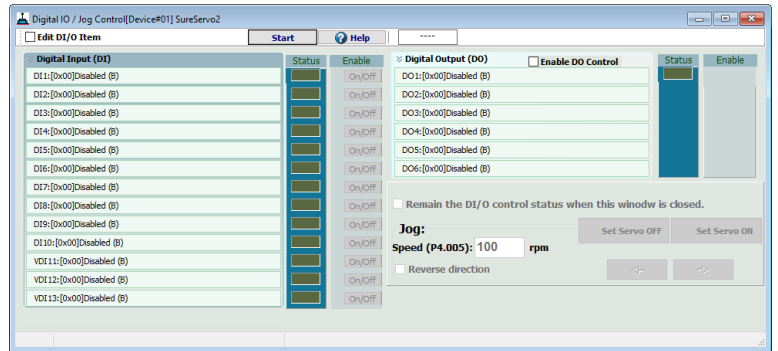 Digital IO / Jog Control[Device#01] SureServo2
Edit DI/O Item Start Help ----
Digital Input (DI) Status Enable
DI1:[0x00]Disabled (B) On/Off
DI2:[0x00]Disabled (B) On/Off
DI3:[0x00]Disabled (B) On/Off
DI4:[0x00]Disabled (B) On/Off
DI5:[0x00]Disabled (B) On/Off
DI6:[0x00]Disabled (B) On/Off
DI7:[0x00]Disabled (B) On/Off
DI8:[0x00]Disabled (B) On/Off
DI9:[0x00]Disabled (B) On/Off
DI10:[0x00]Disabled (B) On/Off
VDI11:[0x00]Disabled (B) On/Off
VDI12:[0x00]Disabled (B) On/Off
VDI13:[0x00]Disabled (B) On/Off
Digital Output (DO) Enable DO Control Status Enable
DO1:[0x00]Disabled (B)
DO2:[0x00]Disabled (B)
DO3:[0x00]Disabled (B)
DO4:[0x00]Disabled (B)
DO5:[0x00]Disabled (B)
DO6:[0x00]Disabled (B)
Remain the DI/O control status when this winodw is closed.
Jog: Set Servo OFF Set Servo ON
Speed (P4.005): 100 rpm
Reverse direction